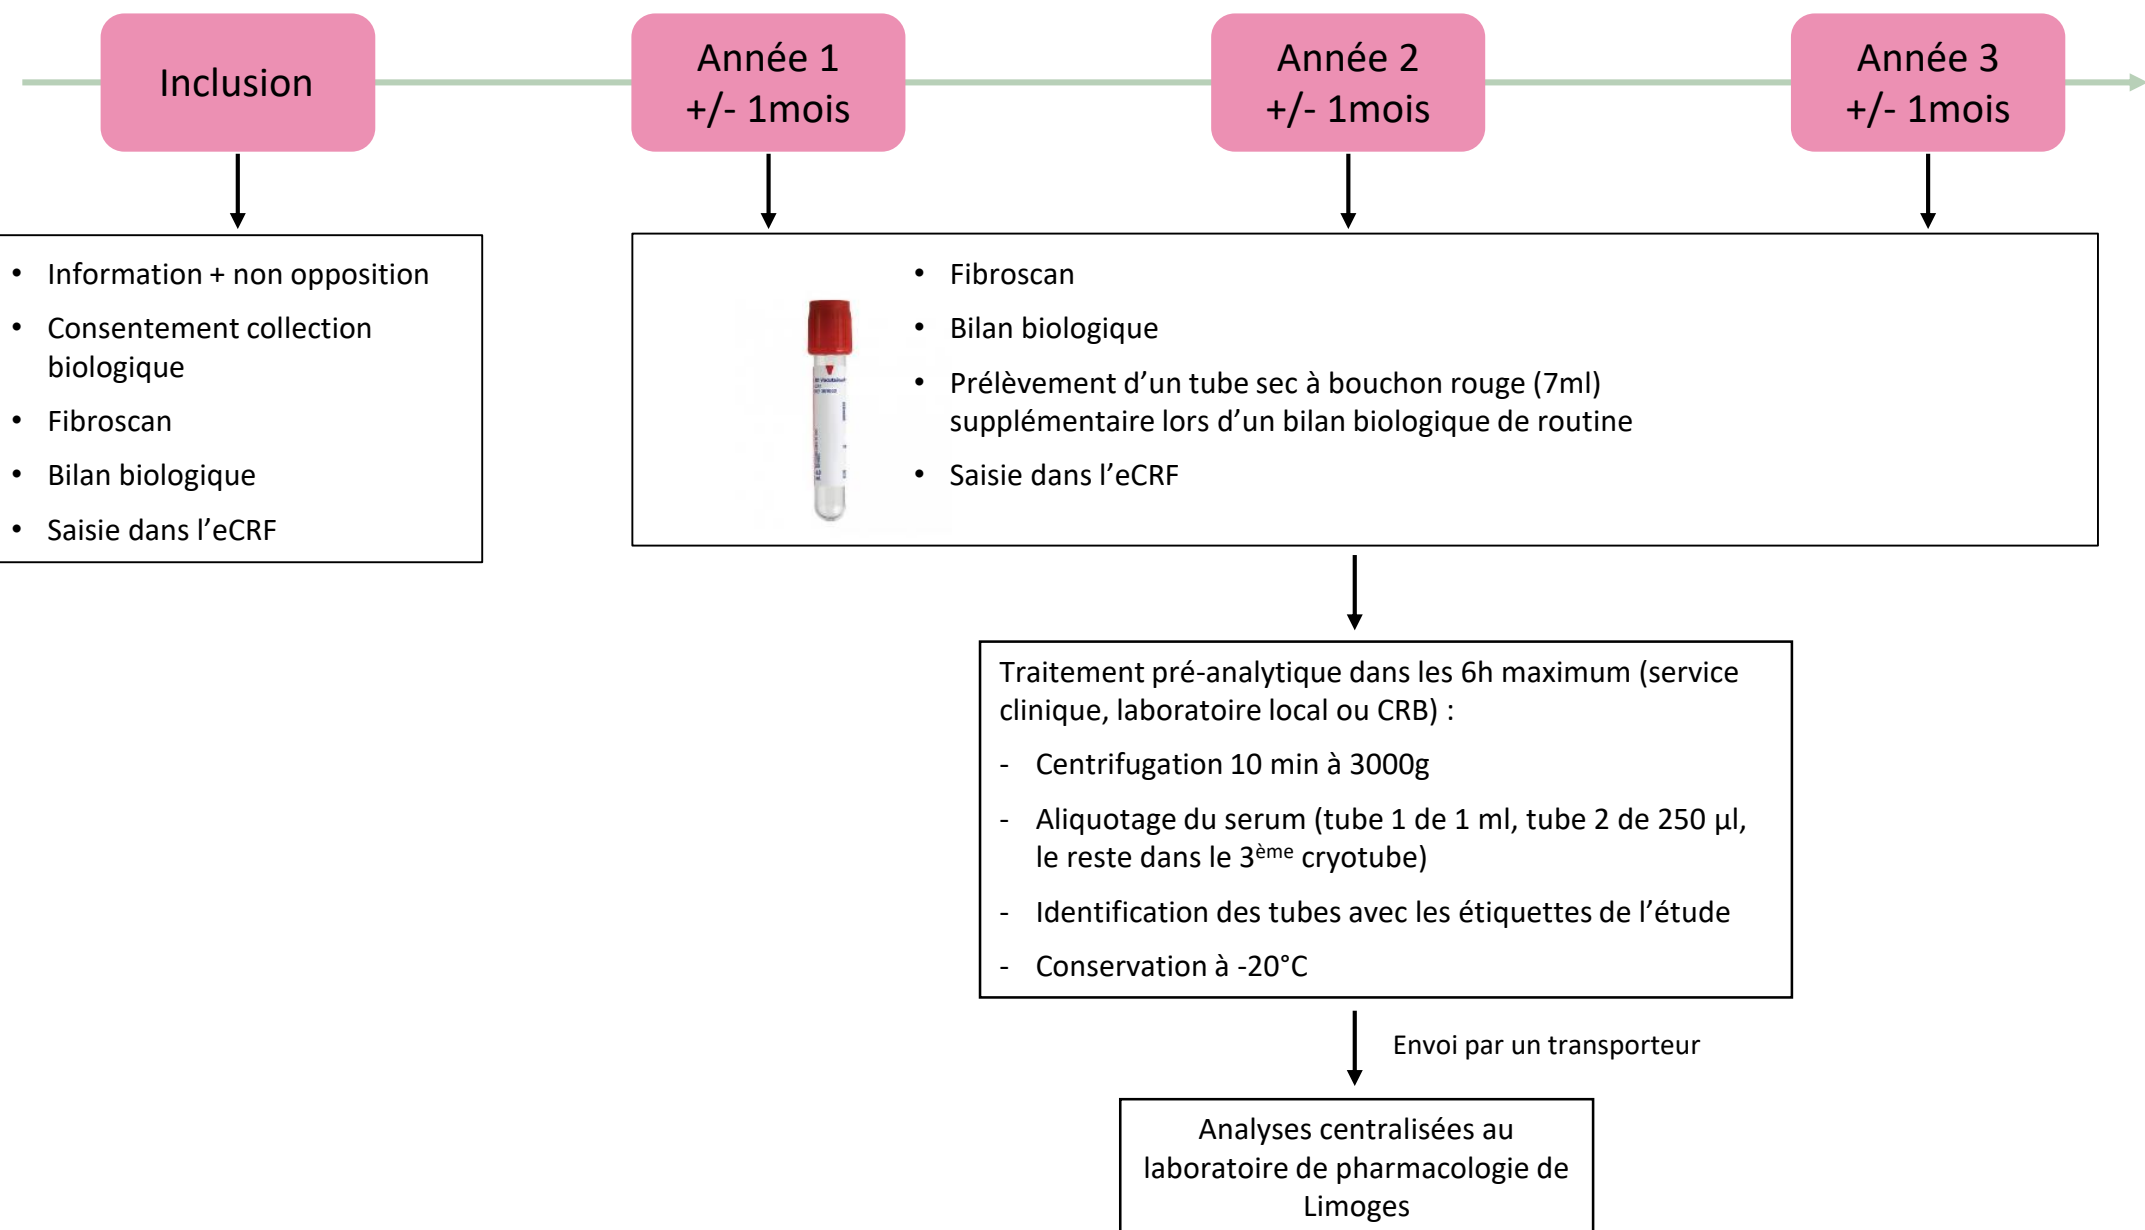 Inclusion
Année 1
+/- 1mois
Année 2
+/- 1mois
Année 3
+/- 1mois
• Information + non opposition
• Consentement collection
biologique
• Fibroscan
• Bilan biologique
• Saisie dans l’eCRF
• Fibroscan
• Bilan biologique
• Prélèvement d’un tube sec à bouchon rouge (7ml)
supplémentaire lors d’un bilan biologique de routine
• Saisie dans l’eCRF
Traitement pré-analytique dans les 6h maximum (service
clinique, laboratoire local ou CRB) :
- Centrifugation 10 min à 3000g
- Aliquotage du serum (tube 1 de 1 ml, tube 2 de 250 µl,
le reste dans le 3ème cryotube)
- Identification des tubes avec les étiquettes de l’étude
- Conservation à -20°C
Envoi par un transporteur
Analyses centralisées au
laboratoire de pharmacologie de
Limoges